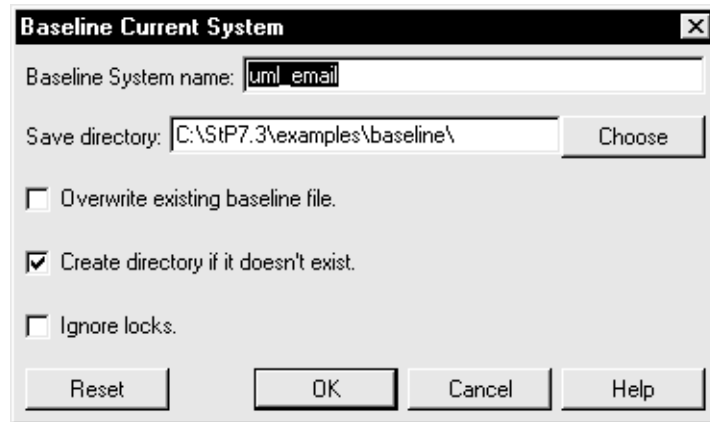 Baseline Current System
Baseline System name: uml_email
Save directory: C:\StP7.3\examples\baseline\ Choose
Overwrite existing baseline file.
Create directory if it doesn't exist.
Ignore locks.
Reset OK Cancel Help